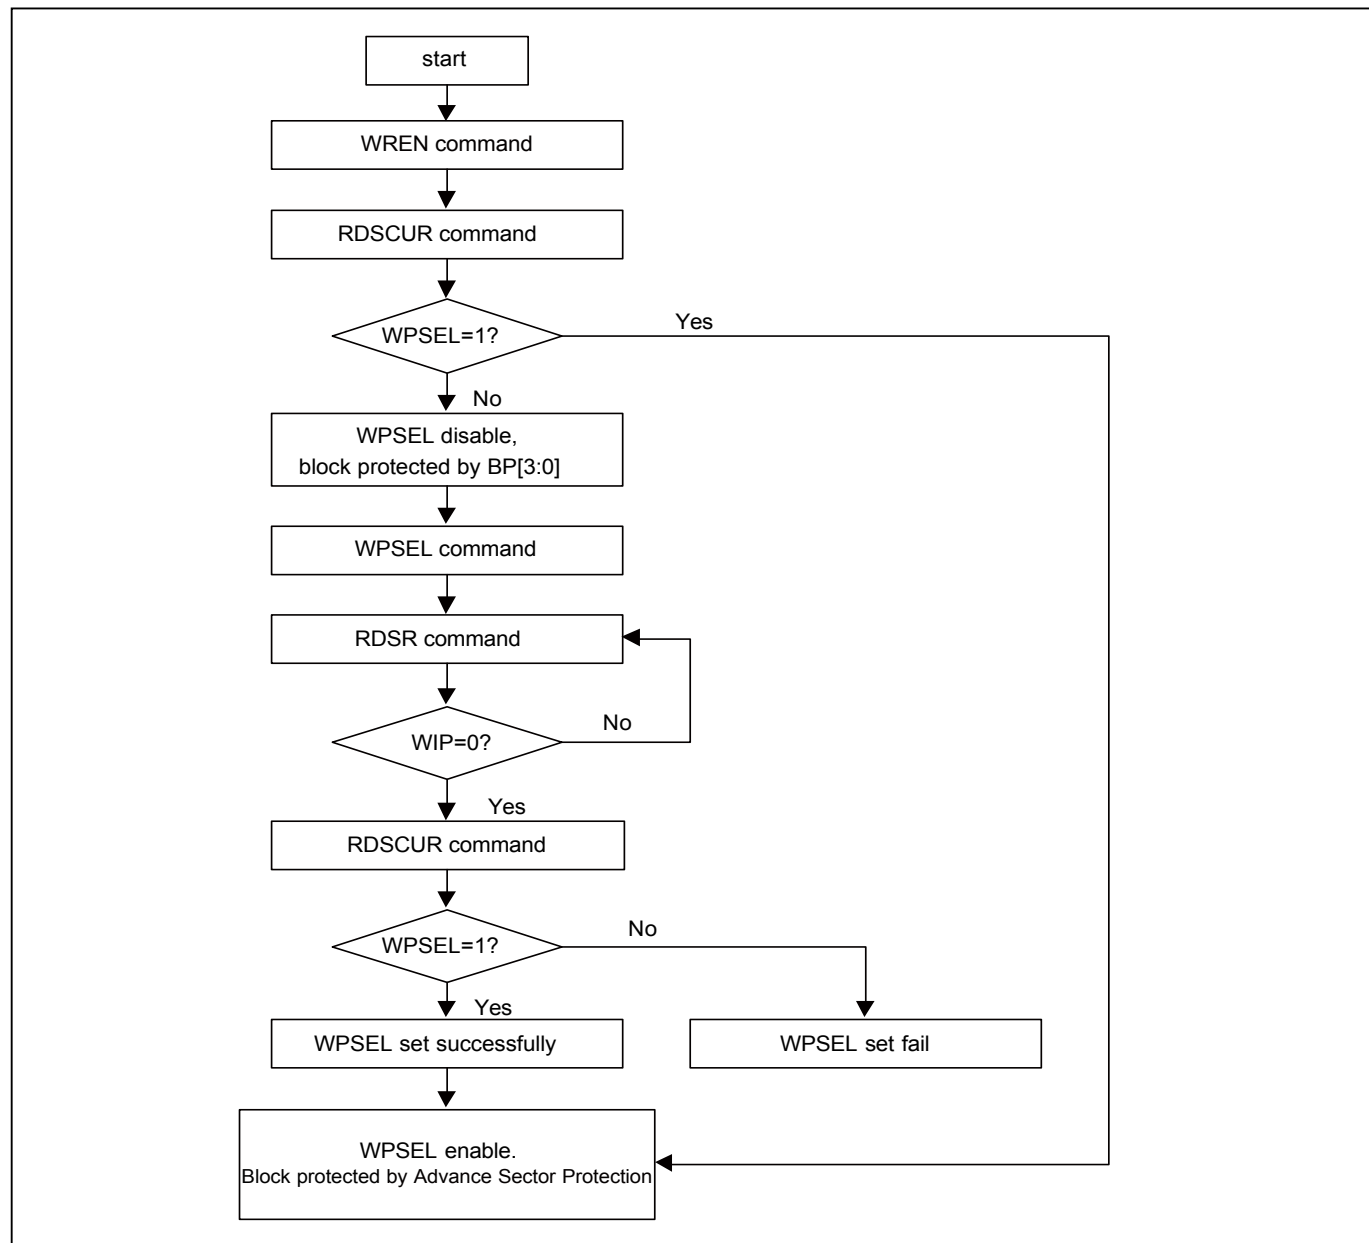 start
WREN command
RDSCUR command
WPSEL=1?
Yes
No
WPSEL disable,
block protected by BP[3:0]
WPSEL command
RDSR command
WIP=0?
No
Yes
RDSCUR command
WPSEL=1?
No
Yes
WPSEL set successfully
WPSEL set fail
WPSEL enable.
Block protected by Advance Sector Protection